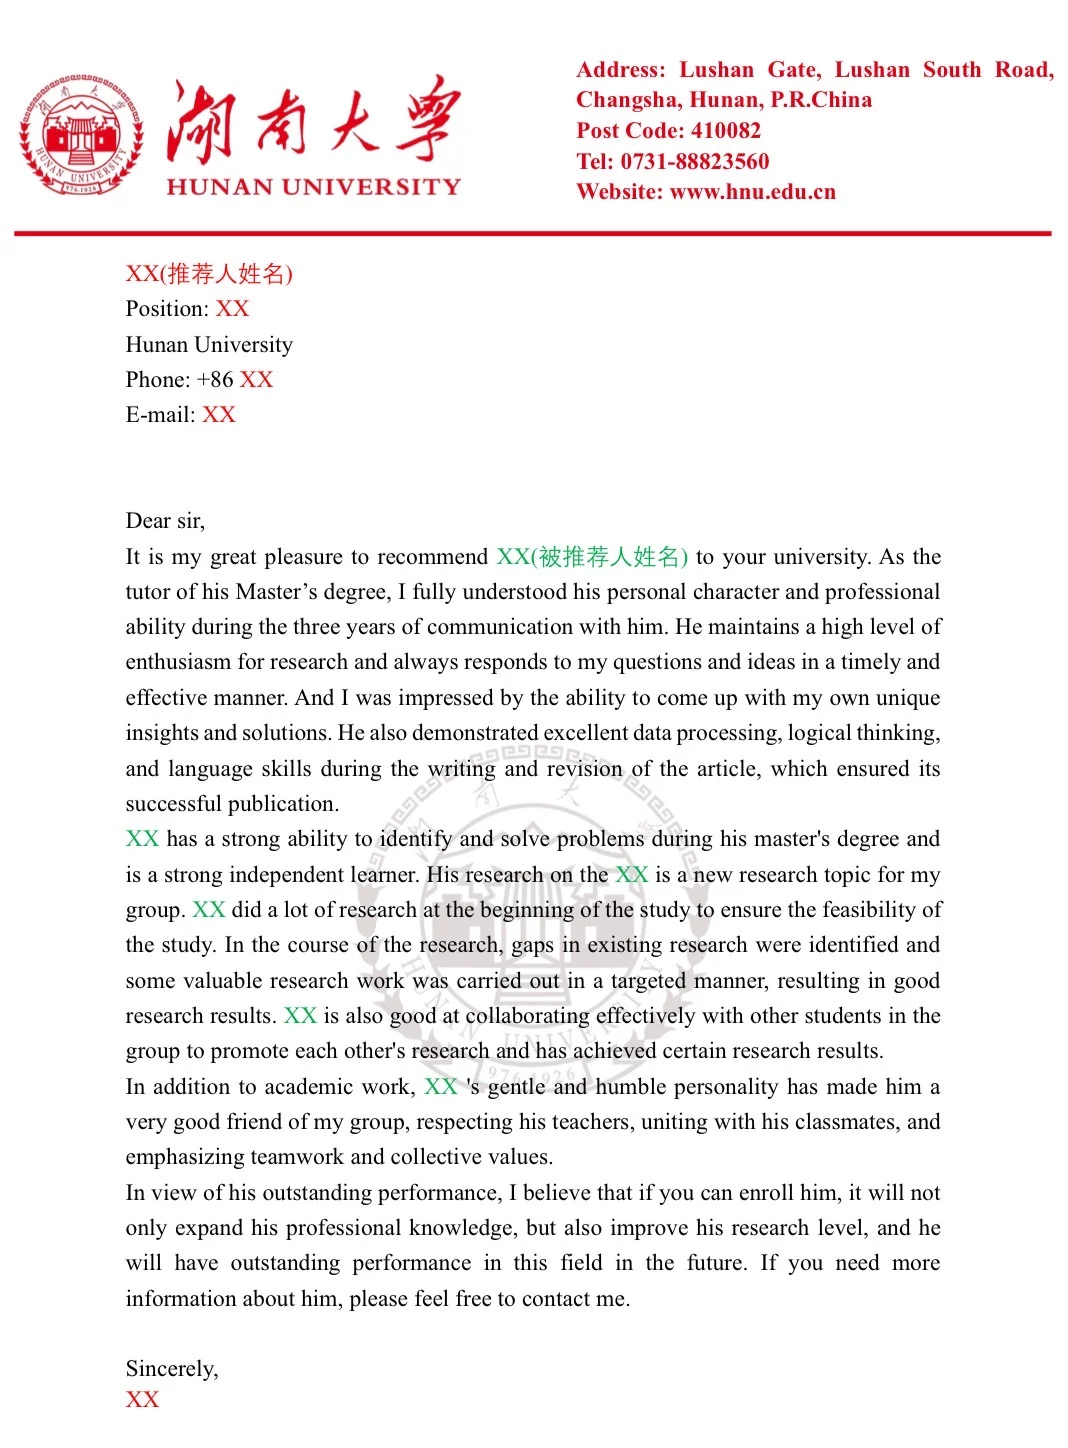 湖南大学
HUNAN UNIVERSITY
HUNAN UNIVERSITY
976-1926
Address: Lushan Gate, Lushan South Road,
Changsha, Hunan, P.R.China
Post Code: 410082
Tel: 0731-88823560
Website: www.hnu.edu.cn
XX(推荐人姓名)
Position: XX
Hunan University
Phone: +86 XX
E-mail: XX
Dear sir,
It is my great pleasure to recommend XX(被推荐人姓名) to your university. As the
tutor of his Master’s degree, I fully understood his personal character and professional
ability during the three years of communication with him. He maintains a high level of
enthusiasm for research and always responds to my questions and ideas in a timely and
effective manner. And I was impressed by the ability to come up with my own unique
insights and solutions. He also demonstrated excellent data processing, logical thinking,
and language skills during the writing and revision of the article, which ensured its
successful publication.
XX has a strong ability to identify and solve problems during his master's degree and
is a strong independent learner. His research on the XX is a new research topic for my
group. XX did a lot of research at the beginning of the study to ensure the feasibility of
the study. In the course of the research, gaps in existing research were identified and
some valuable research work was carried out in a targeted manner, resulting in good
research results. XX is also good at collaborating effectively with other students in the
group to promote each other's research and has achieved certain research results.
In addition to academic work, XX 's gentle and humble personality has made him a
very good friend of my group, respecting his teachers, uniting with his classmates, and
emphasizing teamwork and collective values.
In view of his outstanding performance, I believe that if you can enroll him, it will not
only expand his professional knowledge, but also improve his research level, and he
will have outstanding performance in this field in the future. If you need more
information about him, please feel free to contact me.
Sincerely,
XX
湖南大学
HUNAN UNIVERSITY
976-1926